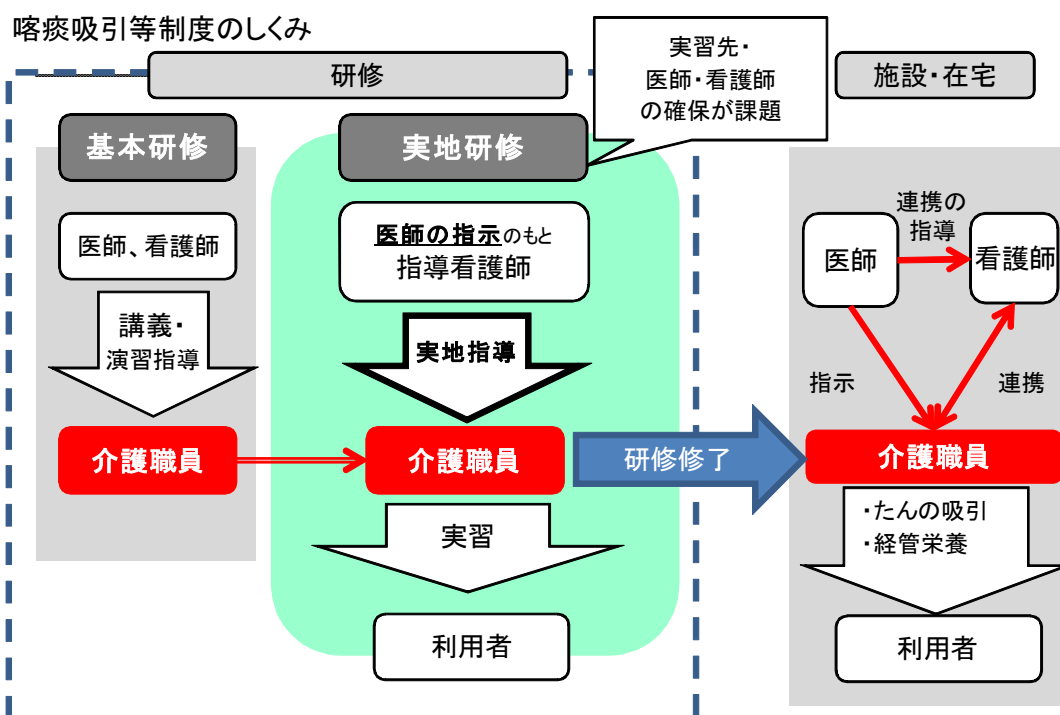 喀痰吸引等制度のしくみ
研修
実習先・
医師・看護師
の確保が課題
施設・在宅
基本研修
医師、看護師
講義・
演習指導
介護職員
実地研修
医師の指示のもと
指導看護師
実地指導
介護職員
実習
利用者
研修修了
連携の
指導
医師
看護師
指示
連携
介護職員
・たんの吸引
・経管栄養
利用者